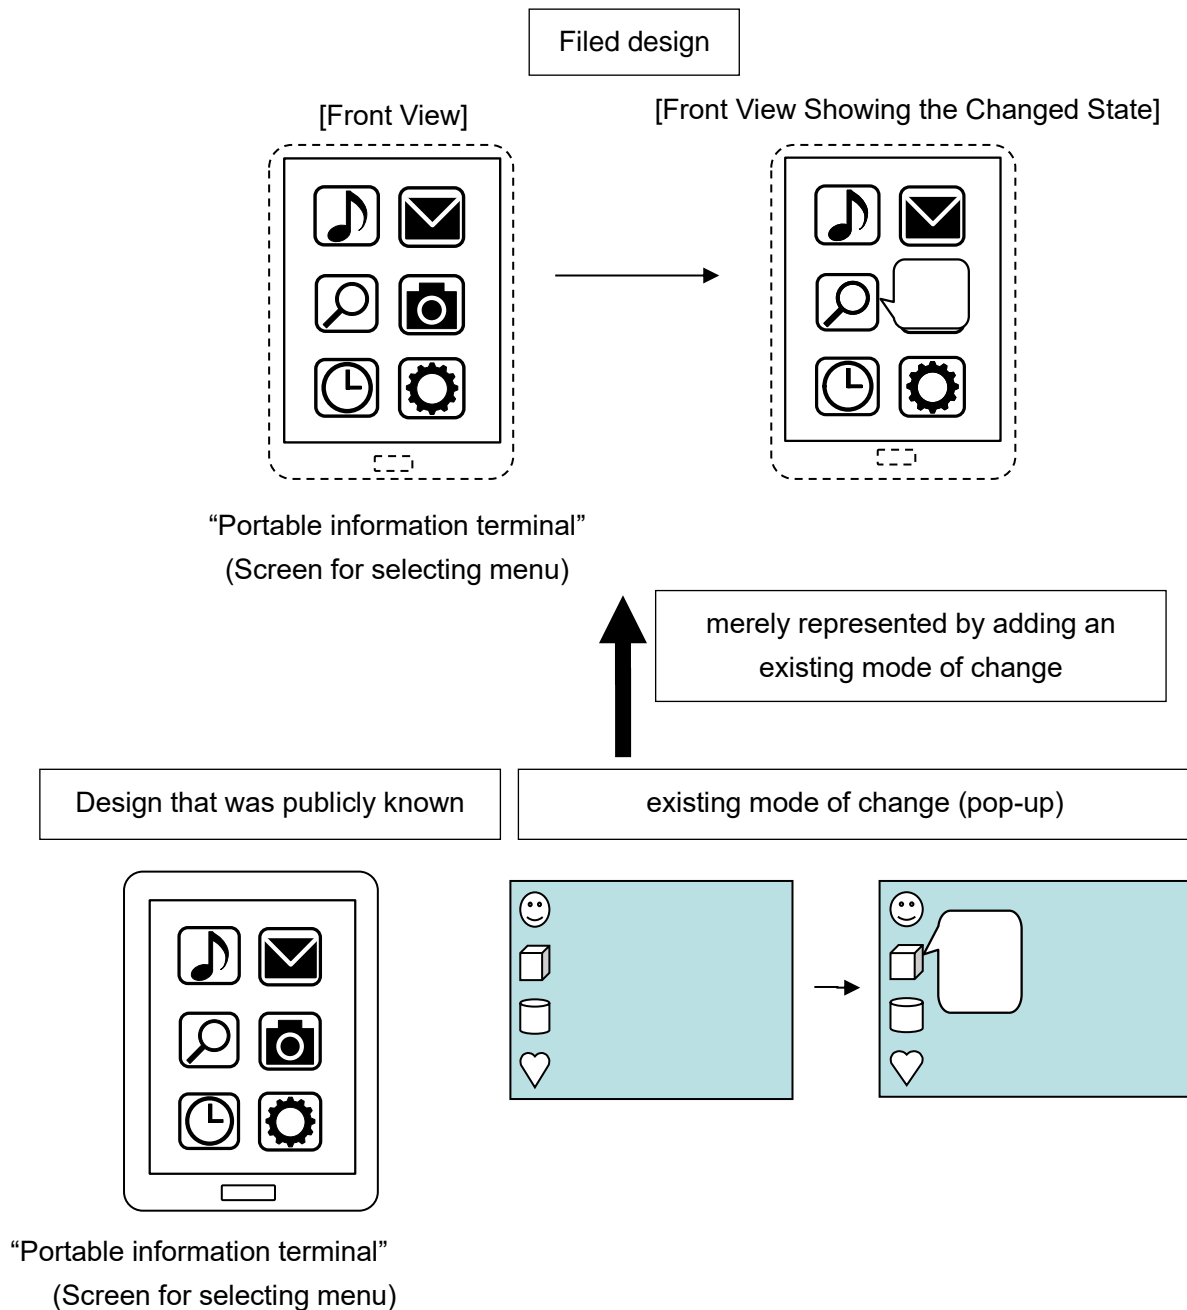 Filed design
[Front View]
[Front View Showing the Changed State]
“Portable information terminal”
(Screen for selecting menu)
merely represented by adding an
existing mode of change
Design that was publicly known
existing mode of change (pop-up)
“Portable information terminal”
(Screen for selecting menu)